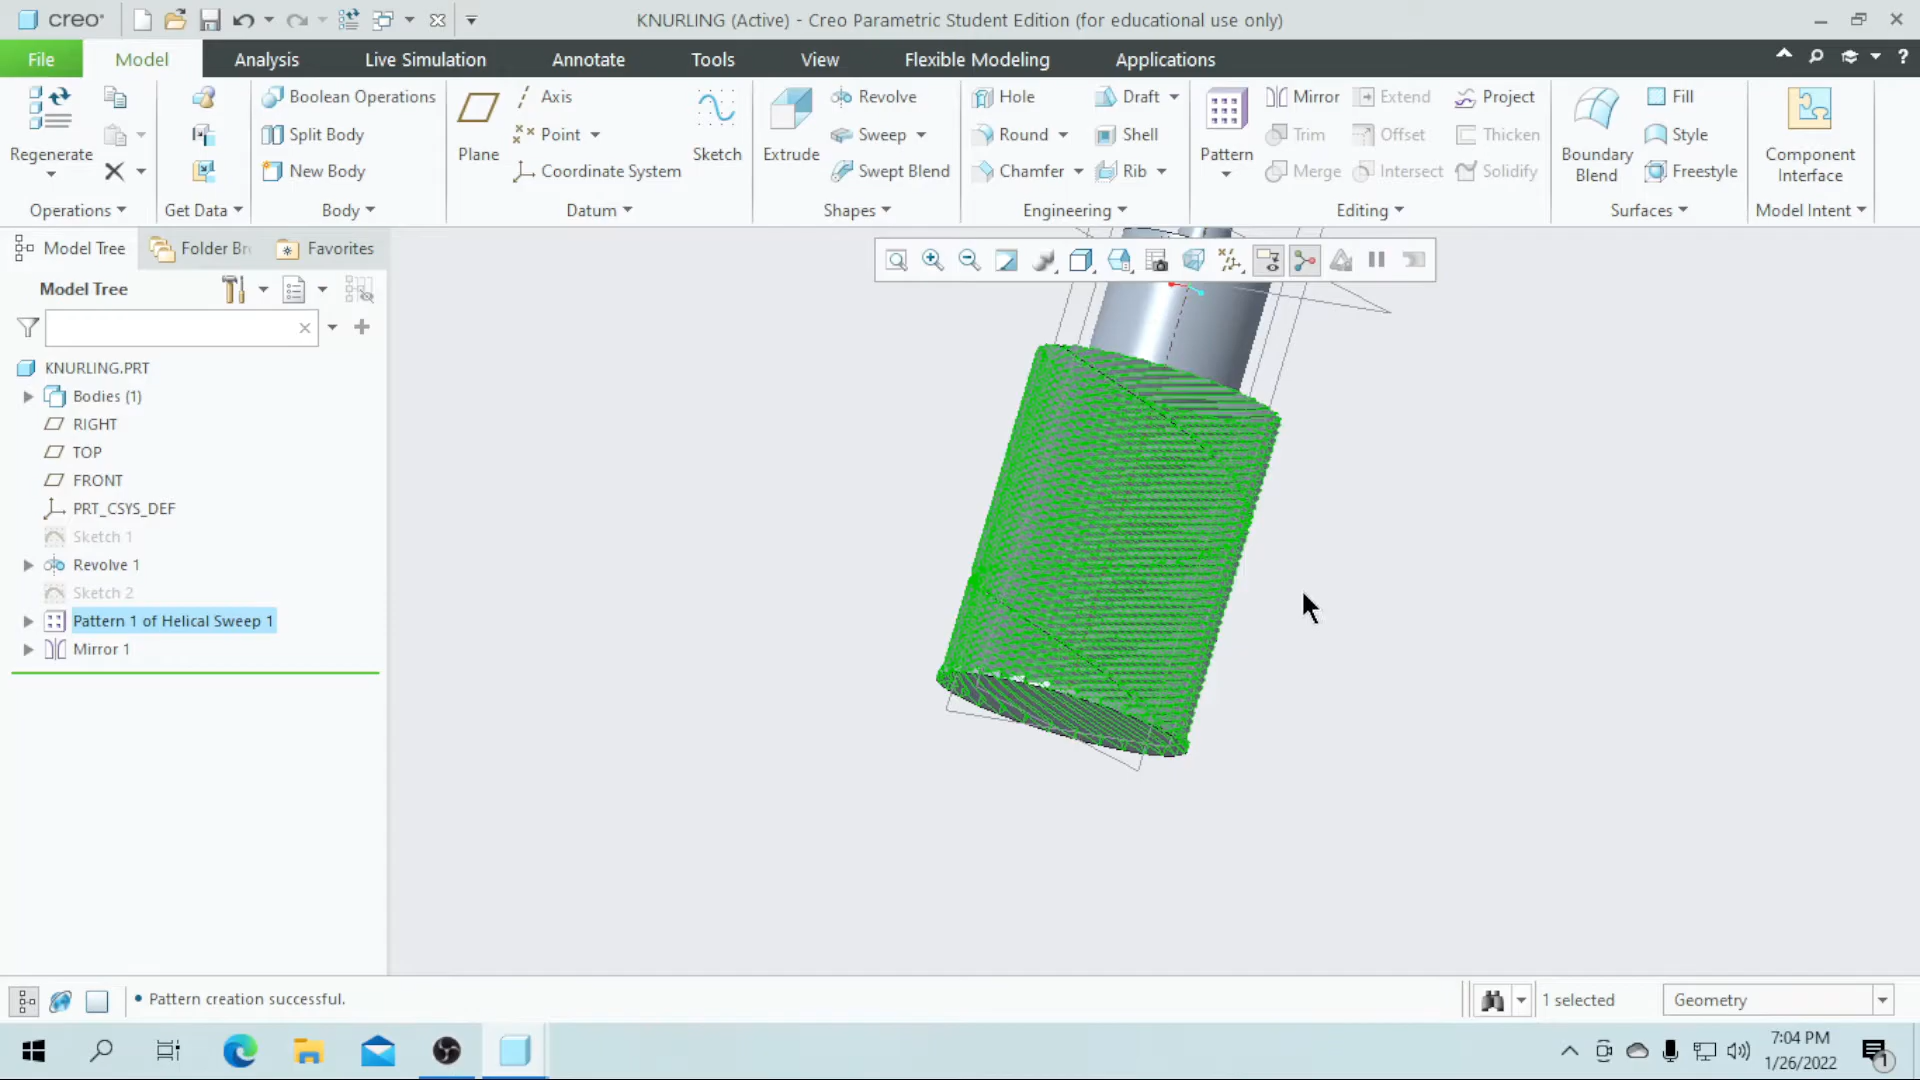 creo KNURLING (Active) - Creo Parametric Student Edition (for educational use only)
File Model Analysis Live Simulation Annotate Tools View Flexible Modeling Applications
Regenerate
Operations
Get Data
Boolean Operations
Split Body
New Body
Body
Plane
Axis
Point
Coordinate System
Sketch
Datum
Extrude
Revolve
Sweep
Swept Blend
Shapes
Hole
Round
Chamfer
Draft
Shell
Rib
Engineering
Pattern
Mirror
Trim
Merge
Extend
Offset
Intersect
Project
Thicken
Solidify
Editing
Boundary
Blend
Fill
Style
Freestyle
Surfaces
Component
Interface
Model Intent
Model Tree Folder Br Favorites
Model Tree
KNURLING.PRT
Bodies (1)
RIGHT
TOP
FRONT
PRT_CSYS_DEF
Sketch 1
Revolve 1
Sketch 2
Pattern 1 of Helical Sweep 1
Mirror 1
• Pattern creation successful.
1 selected
Geometry
7:04 PM
1/26/2022
1